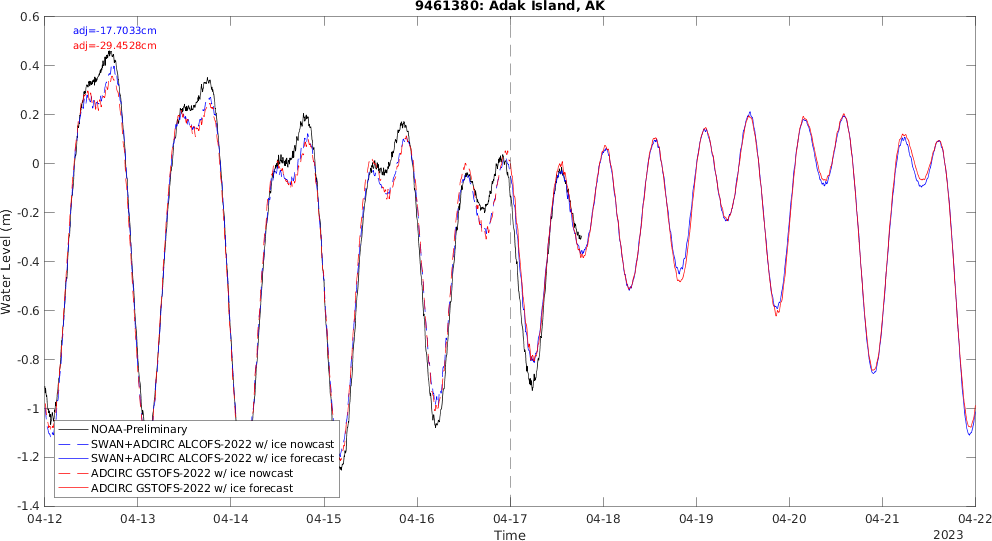 9461380: Adak Island, AK
adj=-17.7033cm
adj=-29.4528cm
Water Level (m)
0.6
0.4
0.2
0
-0.2
-0.4
-0.6
-0.8
-1
-1.2
-1.4
NOAA-Preliminary
SWAN+ADCIRC ALCOFS-2022 w/ ice nowcast
SWAN+ADCIRC ALCOFS-2022 w/ ice forecast
ADCIRC GSTOFS-2022 w/ ice nowcast
ADCIRC GSTOFS-2022 w/ ice forecast
04-12 04-13 04-14 04-15 04-16 04-17 04-18 04-19 04-20 04-21 04-22
Time
2023